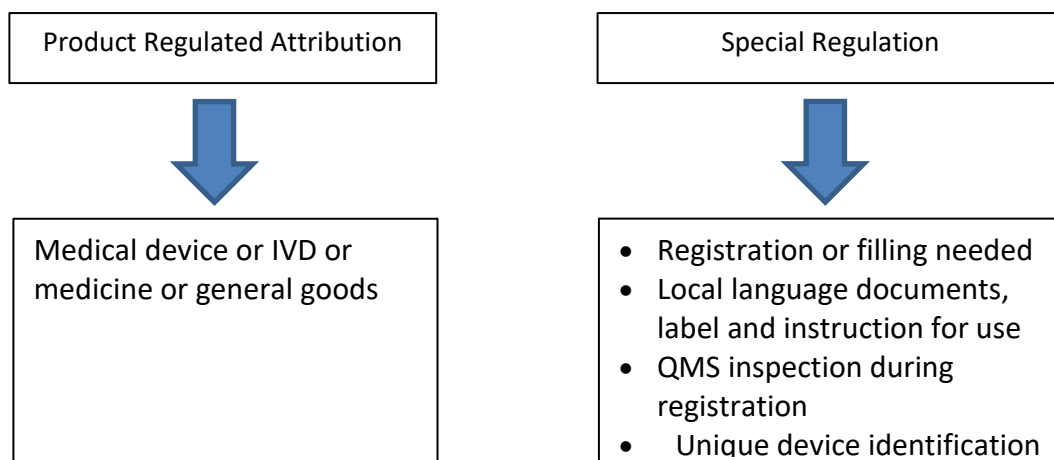 Product Regulated Attribution
Special Regulation
Medical device or IVD or
medicine or general goods
• Registration or filling needed
• Local language documents,
label and instruction for use
• QMS inspection during
registration
• Unique device identification